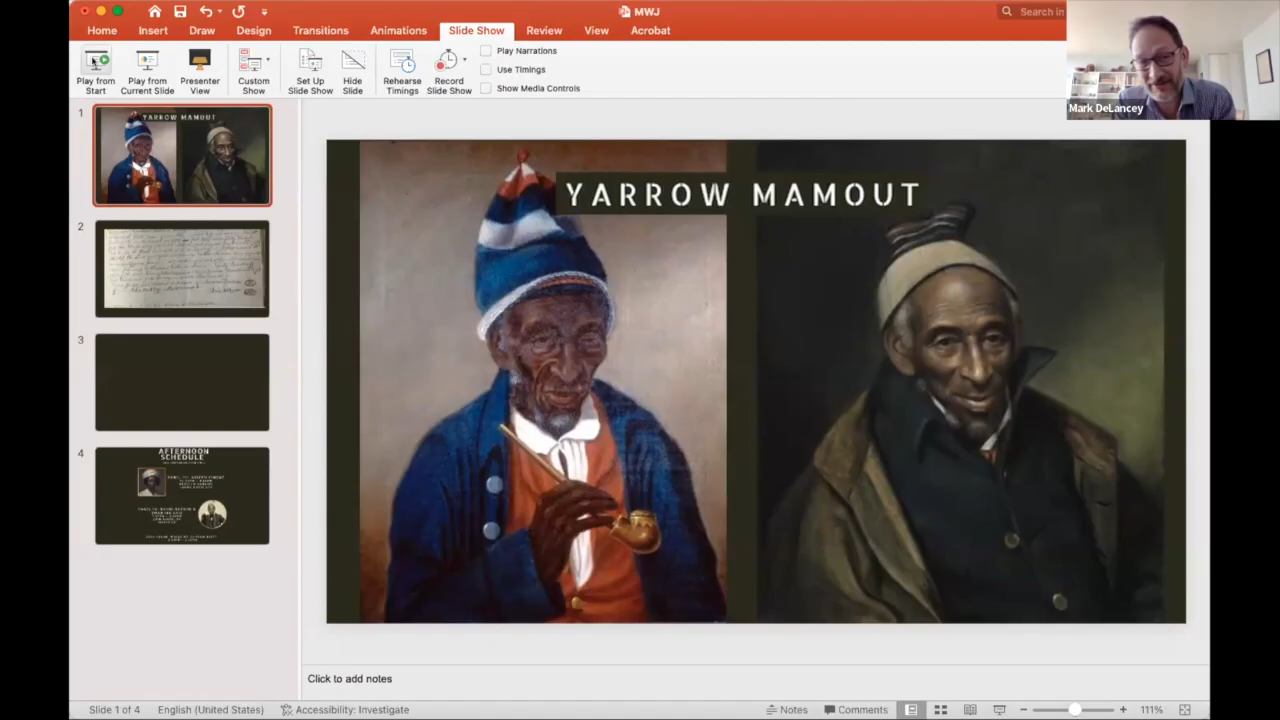 MWJ
Search in
Home Insert Draw Design Transitions Animations Slide Show Review View Acrobat
Play from Start
Play from Current Slide
Presenter View
Custom Show
Set Up Slide Show
Hide Slide
Rehearse Timings
Record Slide Show
Play Narrations
Use Timings
Show Media Controls
Mark DeLancey
1
YARROW MAMOUT
2
3
4
AFTERNOON
SCHEDULE
YARROW MAMOUT
Click to add notes
Slide 1 of 4 English (United States) Accessibility: Investigate Notes Comments 111%